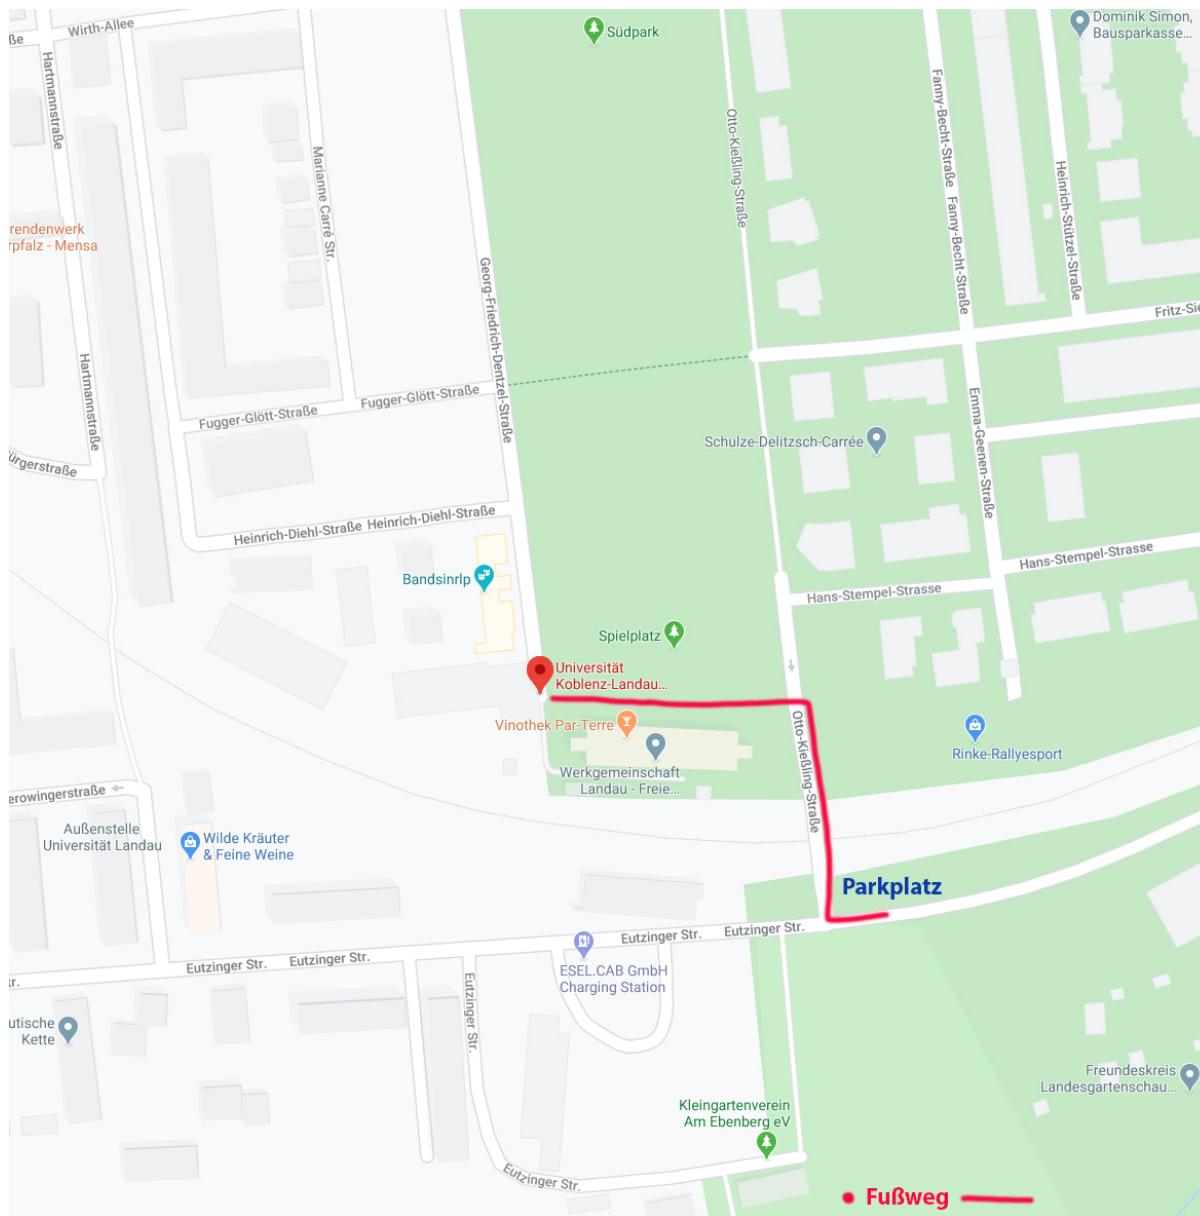 Wirth-Allee
ße
Hartmannstraße
Südpark
Dominik Simon,
Bausparkasse...
Marianne Carré Str.
Otto-Kießling-Straße
Fanny-Becht-Straße
Fanny-Becht-Straße
Heinrich-Stützel-Straße
rendenwerk
rpfalz - Mensa
Georg-Friedrich-Dentzel-Straße
Fritz-Sie
Hartmannstraße
Fugger-Glött-Straße
Fugger-Glött-Straße
Emma-Geenen-Straße
Schulze-Delitzsch-Carrée
ürgerstraße
Heinrich-Diehl-Straße
Heinrich-Diehl-Straße
Hans-Stempel-Strasse
Hans-Stempel-Strasse
Bandsinrlp
Spielplatz
Universität
Koblenz-Landau...
Vinothek Par-Terre
Otto-Kießling-Straße
Rinke-Rallyesport
Werkgemeinschaft
Landau - Freie...
erowingerstraße
Außenstelle
Universität Landau
Wilde Kräuter
& Feine Weine
Parkplatz
Eutzinger Str.
Eutzinger Str.
Eutzinger Str.
Eutzinger Str.
tr.
ESEL.CAB GmbH
Charging Station
Eutzinger Str.
utische
Kette
Freundeskreis
Landesgartenschau...
Kleingartenverein
Am Ebenberg eV
Eutzinger Str.
Fußweg